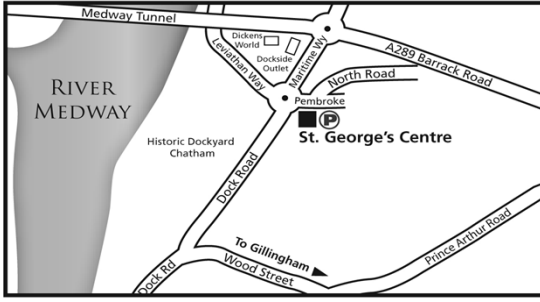 Medway Tunnel
Dickens
World
Dockside
Outlet
Leviathan Way
Maritime Wy
A289 Barrack Road
North Road
Pembroke
RIVER
MEDWAY
P
St. George's Centre
Historic Dockyard
Chatham
Dock Road
To Gillingham
Wood Street
Prince Arthur Road
Dock Rd